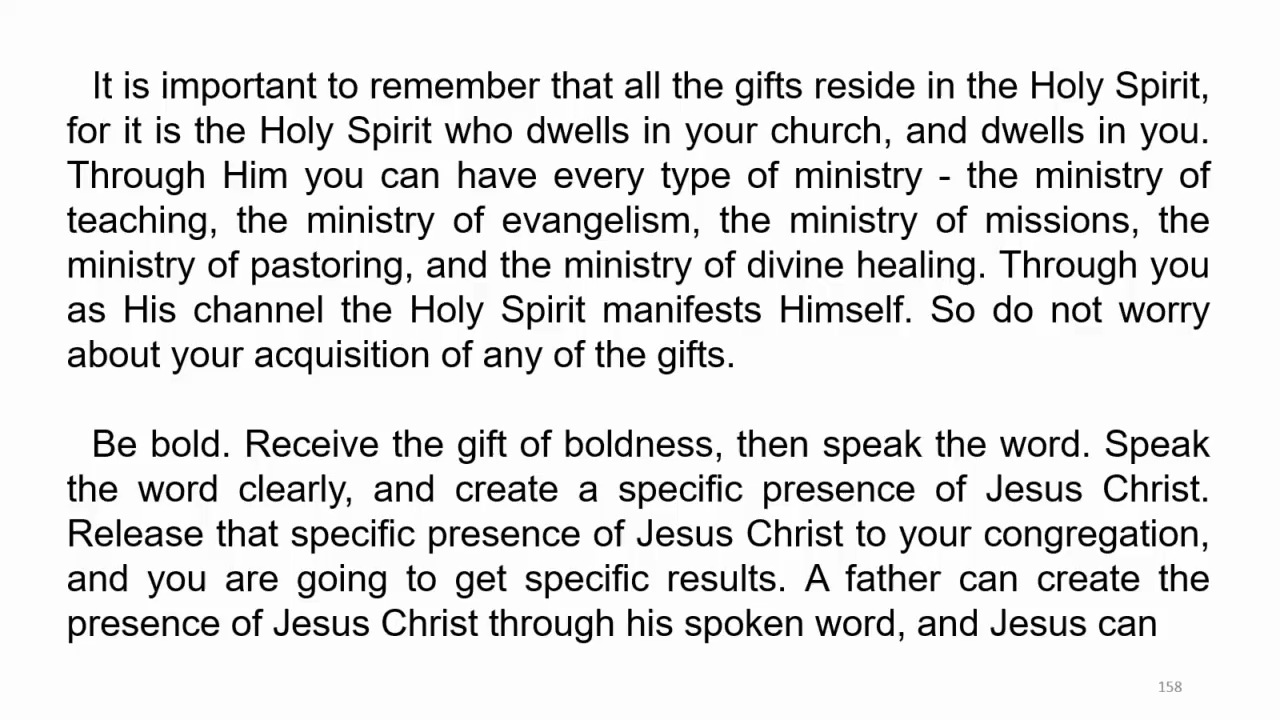 It is important to remember that all the gifts reside in the Holy Spirit,
for it is the Holy Spirit who dwells in your church, and dwells in you.
Through Him you can have every type of ministry - the ministry of
teaching, the ministry of evangelism, the ministry of missions, the
ministry of pastoring, and the ministry of divine healing. Through you
as His channel the Holy Spirit manifests Himself. So do not worry
about your acquisition of any of the gifts.
Be bold. Receive the gift of boldness, then speak the word. Speak
the word clearly, and create a specific presence of Jesus Christ.
Release that specific presence of Jesus Christ to your congregation,
and you are going to get specific results. A father can create the
presence of Jesus Christ through his spoken word, and Jesus can
158